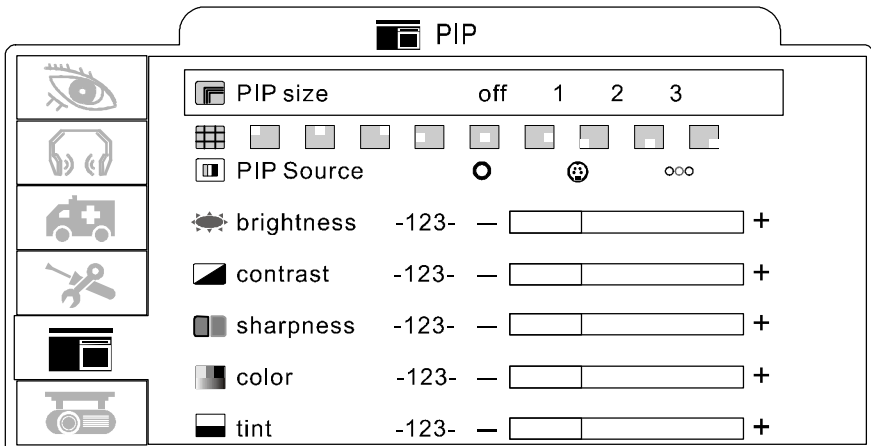 PIP
PIP size off 1 2 3
PIP Source
brightness -123- — +
contrast -123- — +
sharpness -123- — +
color -123- — +
tint -123- — +